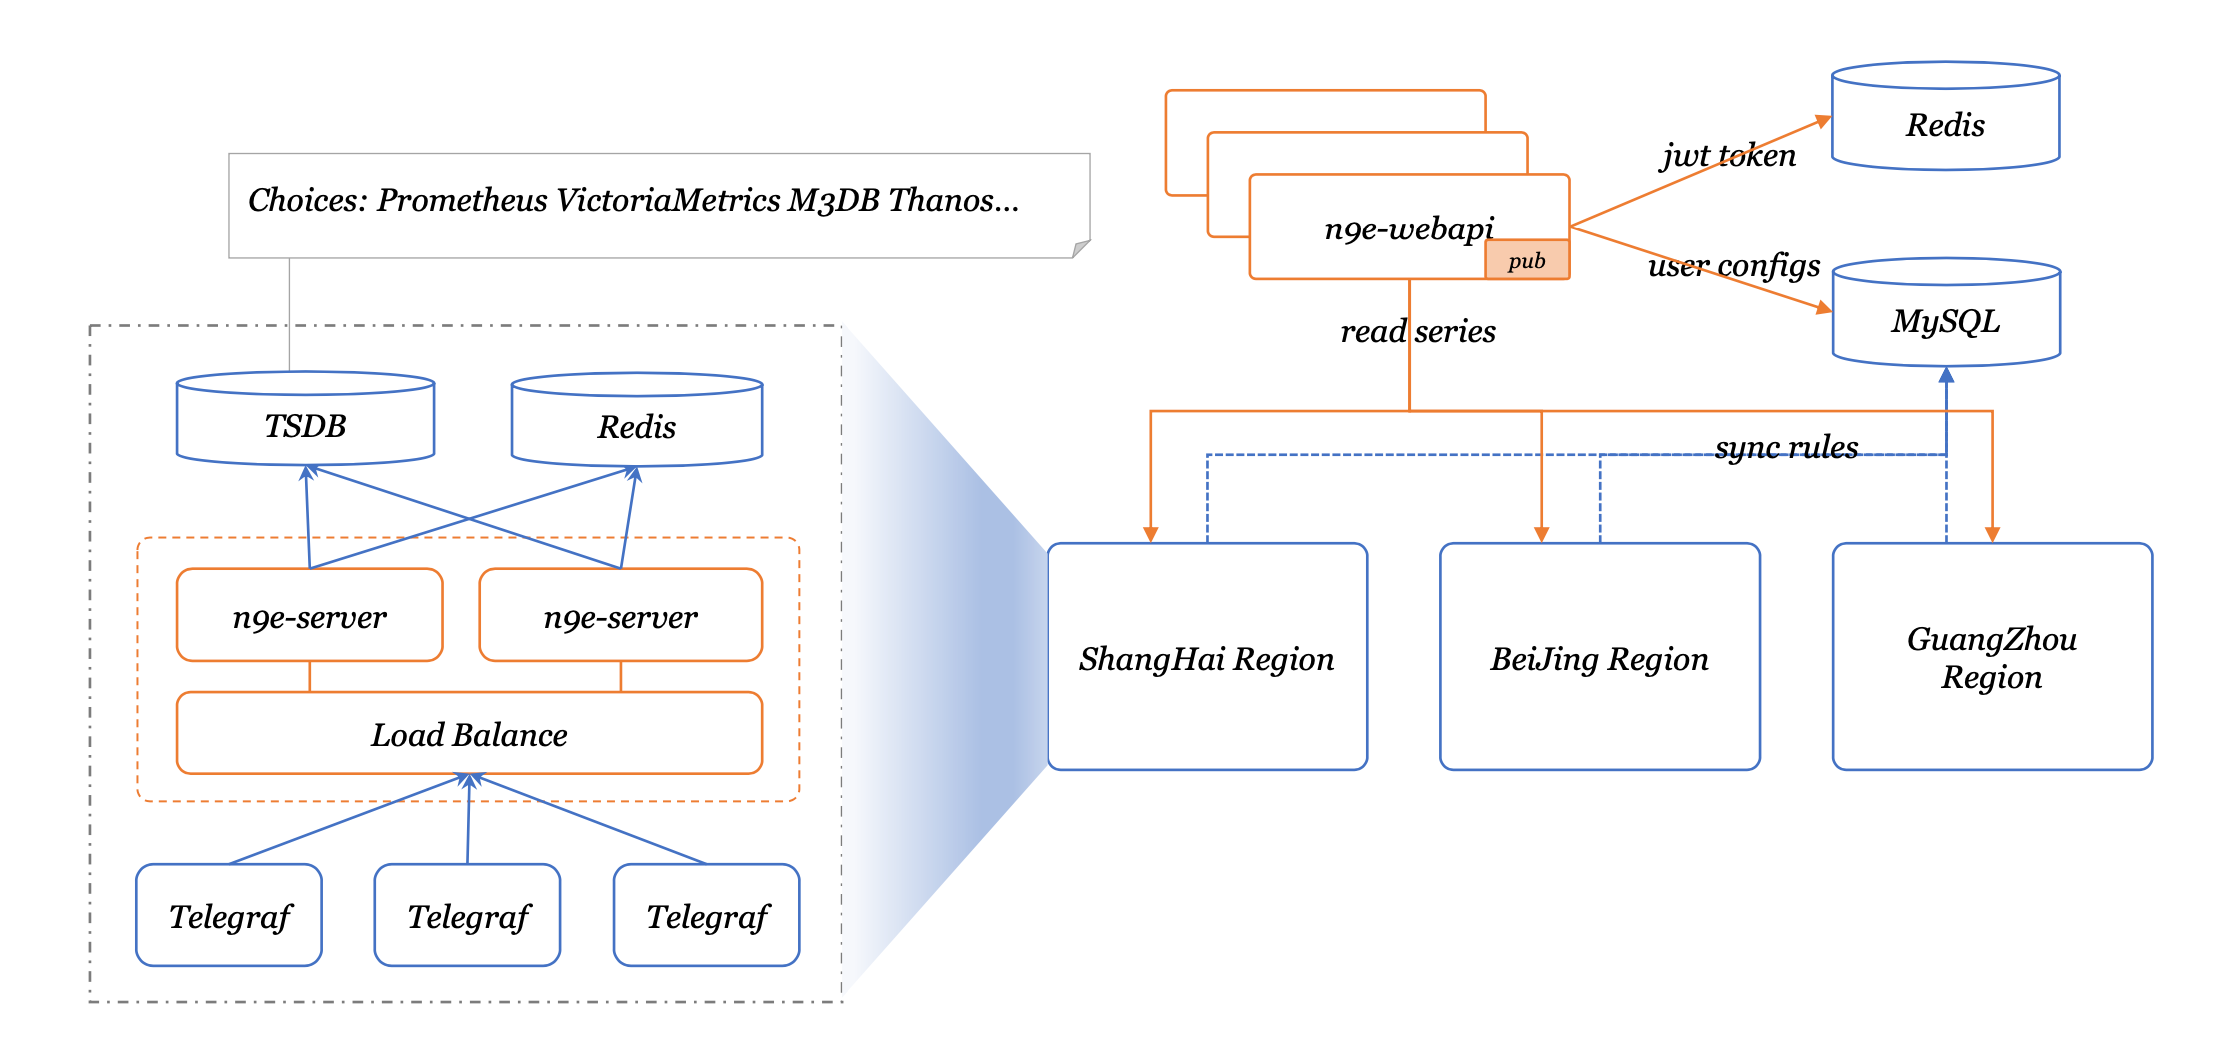 Choices: Prometheus VictoriaMetrics M3DB Thanos...
TSDB
Redis
n9e-server
n9e-server
Load Balance
Telegraf
Telegraf
Telegraf
n9e-webapi
pub
jwt token
Redis
user configs
MySQL
read series
sync rules
ShangHai Region
BeiJing Region
GuangZhou
Region